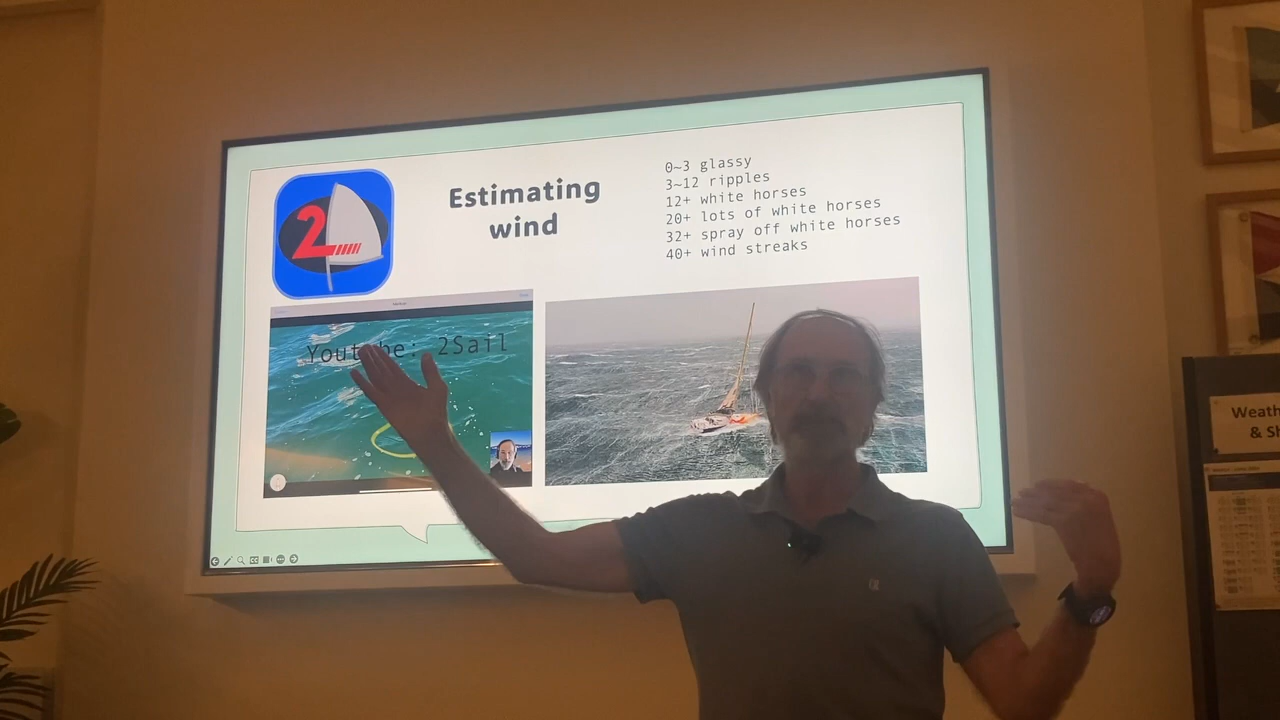 2
Estimating
wind
0~3 glassy
3~12 ripples
12+ white horses
20+ lots of white horses
32+ spray off white horses
40+ wind streaks
2Sail
Weath
& Sh